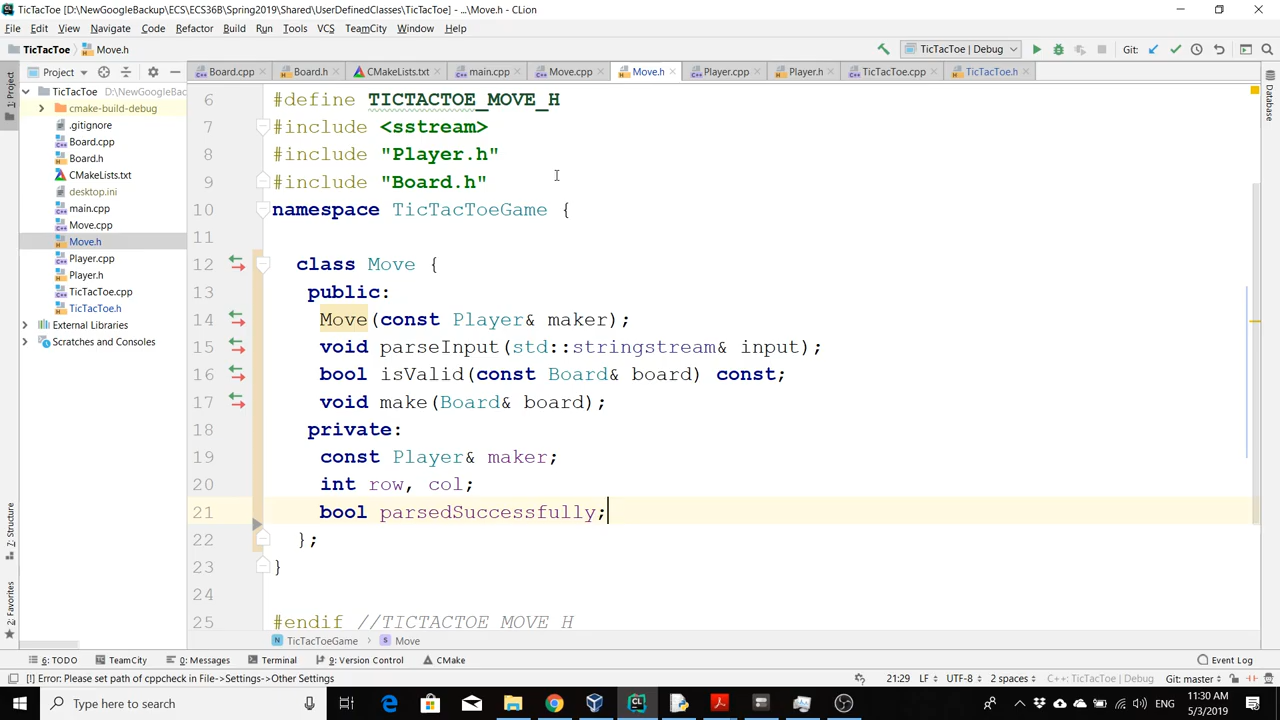 TicTacToe [D:\NewGoogleBackup\ECS\ECS36B\Spring2019\Shared\UserDefinedClasses\TicTacToe] - ...\Move.h - CLion
File Edit View Navigate Code Refactor Build Run Tools VCS TeamCity Window Help
TicTacToe Move.h TicTacToe | Debug Git:
Project Board.cpp Board.h CMakeLists.txt main.cpp Move.cpp Move.h Player.cpp Player.h TicTacToe.cpp TicTacToe.h
1: Project
7: Structure
2: Favorites
Database
TicTacToe D:\NewGoogleBac
cmake-build-debug
.gitignore
Board.cpp
Board.h
CMakeLists.txt
desktop.ini
main.cpp
Move.cpp
Move.h
Player.cpp
Player.h
TicTacToe.cpp
TicTacToe.h
External Libraries
Scratches and Consoles
6 #define TICTACTOE_MOVE_H
7 #include <sstream>
8 #include "Player.h"
9 #include "Board.h"
10 namespace TicTacToeGame {
11
12 class Move {
13 public:
14 Move(const Player& maker);
15 void parseInput(std::stringstream& input);
16 bool isValid(const Board& board) const;
17 void make(Board& board);
18 private:
19 const Player& maker;
20 int row, col;
21 bool parsedSuccessfully;
22 };
23 }
24
25 #endif //TICTACTOE_MOVE_H
TicTacToeGame Move
6: TODO TeamCity 0: Messages Terminal 9: Version Control CMake Event Log
[!] Error: Please set path of cppcheck in File->Settings->Other Settings 21:29 LF UTF-8 2 spaces C++: TicTacToe | Debug Git: master
Type here to search ENG 11:30 AM
5/3/2019